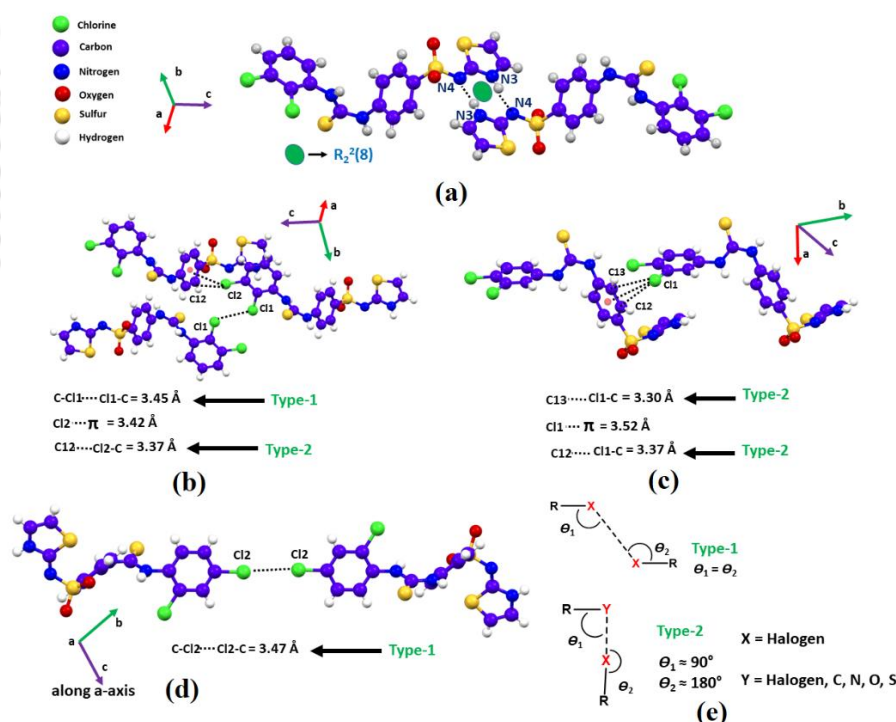 Chlorine
Carbon
Nitrogen
Oxygen
Sulfur
Hydrogen
b
c
a
N4
N3
N3
N4
R₂²(8)
(a)
c
a
b
C12
Cl2
Cl1
Cl1
C-Cl1·····Cl1-C = 3.45 Å
Type-1
Cl2···π = 3.42 Å
C12·····Cl2-C = 3.37 Å
Type-2
(b)
b
a
c
C13
C12
Cl1
C13······Cl1-C = 3.30 Å
Type-2
Cl1···π = 3.52 Å
C12·····Cl1-C = 3.37 Å
Type-2
(c)
Cl2
Cl2
a
b
c
along a-axis
C-Cl2·····Cl2-C = 3.47 Å
Type-1
(d)
R
X
ϴ₁
ϴ₂
X
R
Type-1
ϴ₁ = ϴ₂
R
Y
ϴ₁
X
ϴ₂
R
Type-2
ϴ₁ ≈ 90°
ϴ₂ ≈ 180°
X = Halogen
Y = Halogen, C, N, O, S
(e)